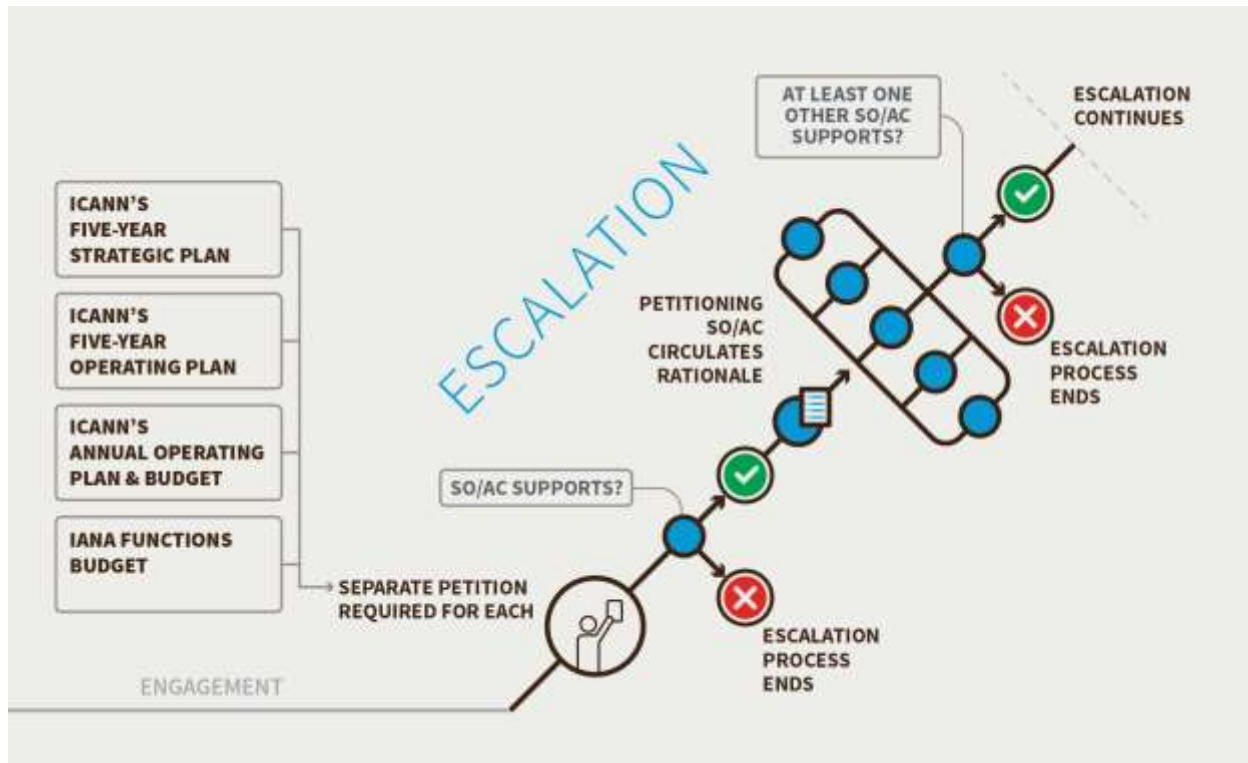 ICANN'S
FIVE-YEAR
STRATEGIC PLAN
ICANN'S
FIVE-YEAR
OPERATING PLAN
ICANN'S
ANNUAL OPERATING
PLAN & BUDGET
IANA FUNCTIONS
BUDGET
SEPARATE PETITION
REQUIRED FOR EACH
ENGAGEMENT
ESCALATION
SO/AC SUPPORTS?
ESCALATION
PROCESS
ENDS
PETITIONING
SO/AC
CIRCULATES
RATIONALE
AT LEAST ONE
OTHER SO/AC
SUPPORTS?
ESCALATION
PROCESS
ENDS
ESCALATION
CONTINUES